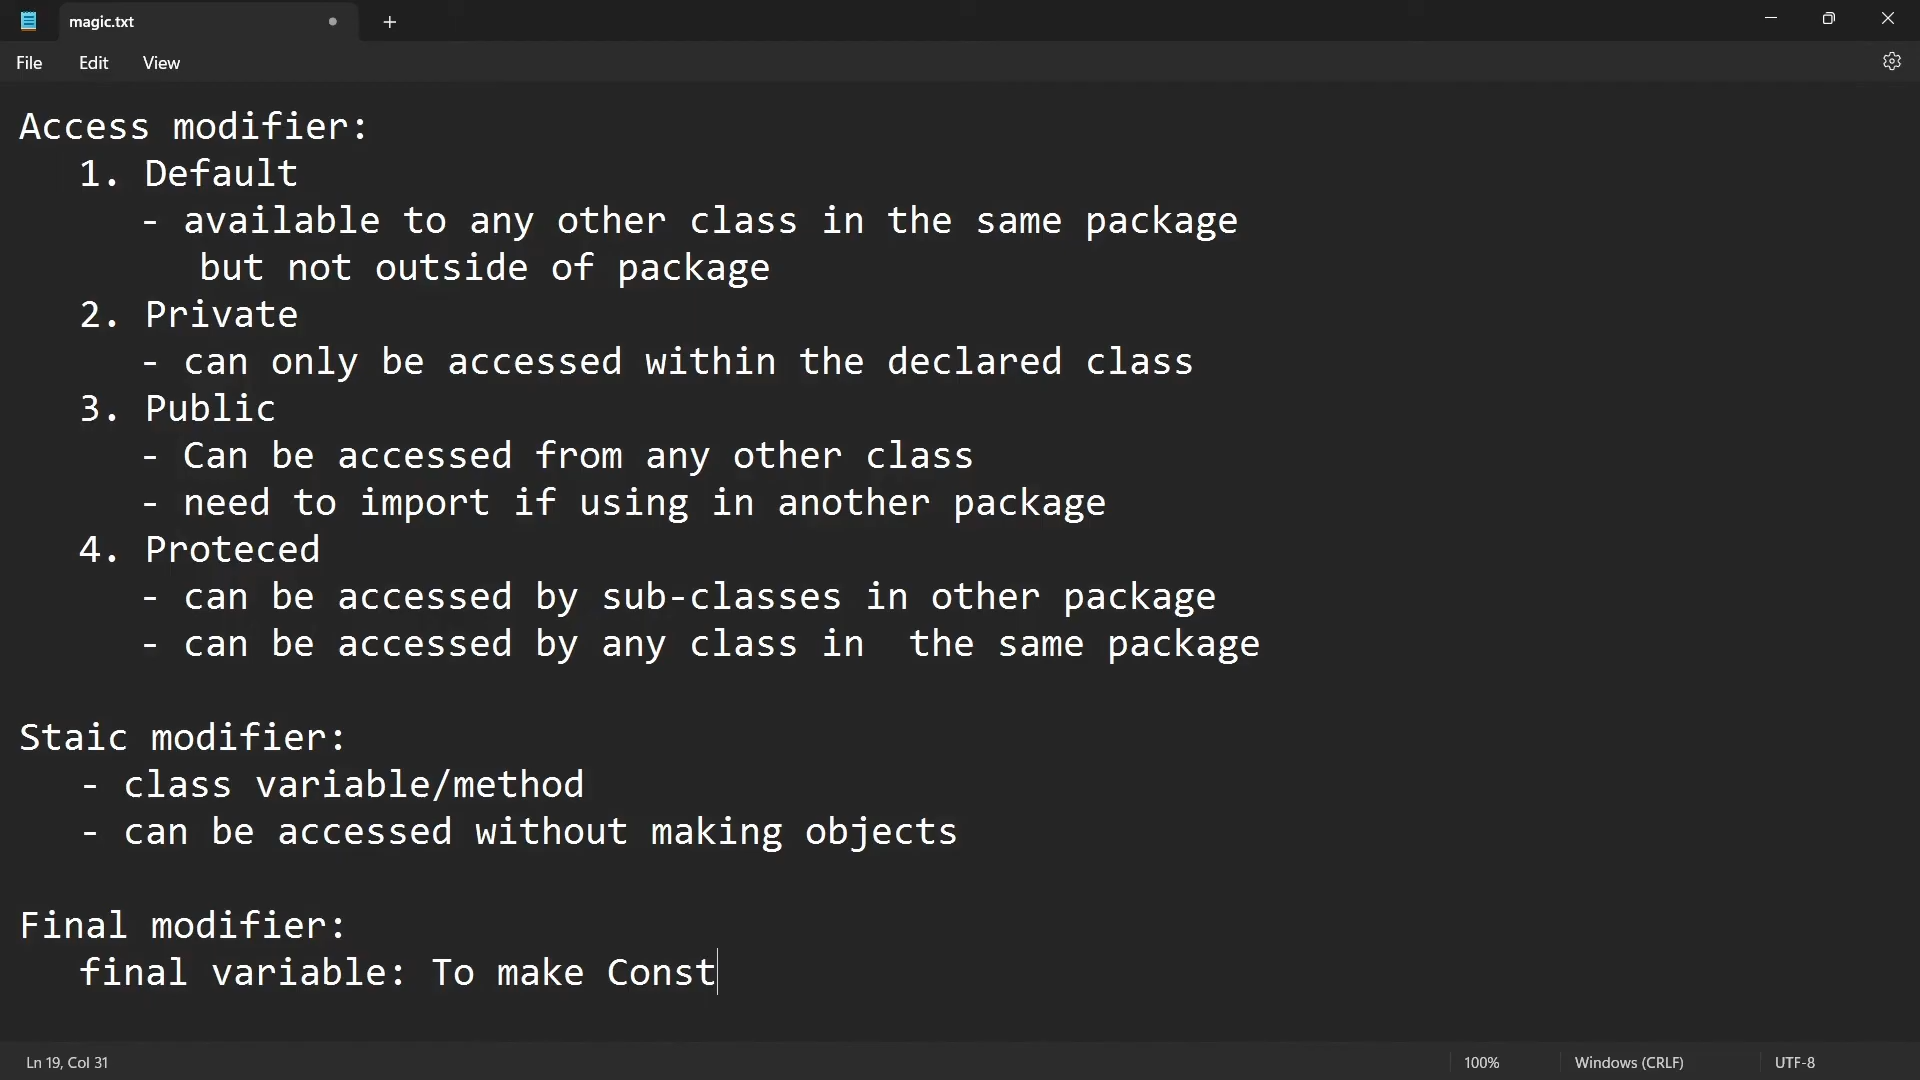 magic.txt
File Edit View
Access modifier:
1. Default
- available to any other class in the same package
but not outside of package
2. Private
- can only be accessed within the declared class
3. Public
- Can be accessed from any other class
- need to import if using in another package
4. Proteced
- can be accessed by sub-classes in other package
- can be accessed by any class in  the same package
Staic modifier:
- class variable/method
- can be accessed without making objects
Final modifier:
final variable: To make Const
Ln 19, Col 31 100% Windows (CRLF) UTF-8